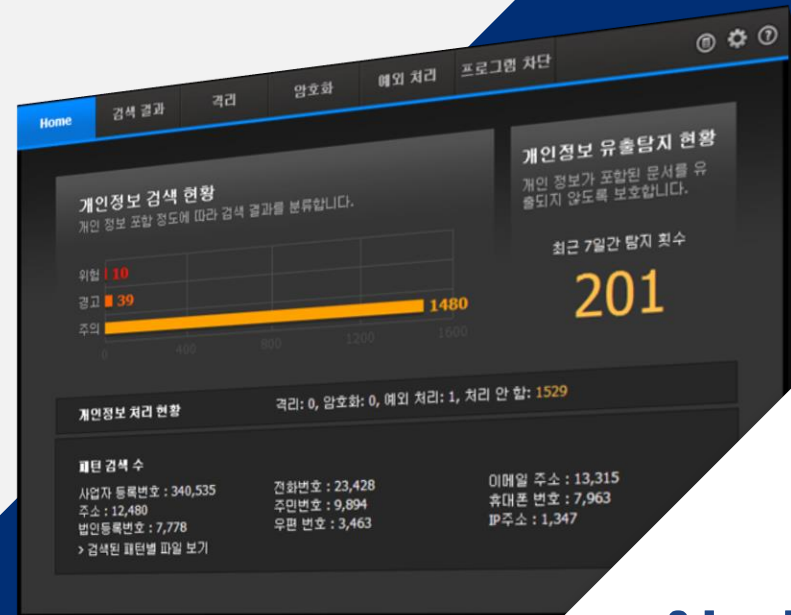 Home 검색 결과 격리 암호화 예외 처리 프로그램 차단
개인정보 검색 현황
개인 정보 포함 정도에 따라 검색 결과를 분류합니다.
위험 10
경고 39
주의 1480
0 400 800 1200 1600
개인정보 유출탐지 현황
개인 정보가 포함된 문서를 유
출되지 않도록 보호합니다.
최근 7일간 탐지 횟수
201
개인정보 처리 현황 격리: 0, 암호화: 0, 예외 처리: 1, 처리 안 함: 1529
패턴 검색 수
사업자 등록번호 : 340,535 전화번호 : 23,428 이메일 주소 : 13,315
주소 : 12,480 주민번호 : 9,894 휴대폰 번호 : 7,963
법인등록번호 : 7,778 우편 번호 : 3,463 IP주소 : 1,347
> 검색된 패턴별 파일 보기